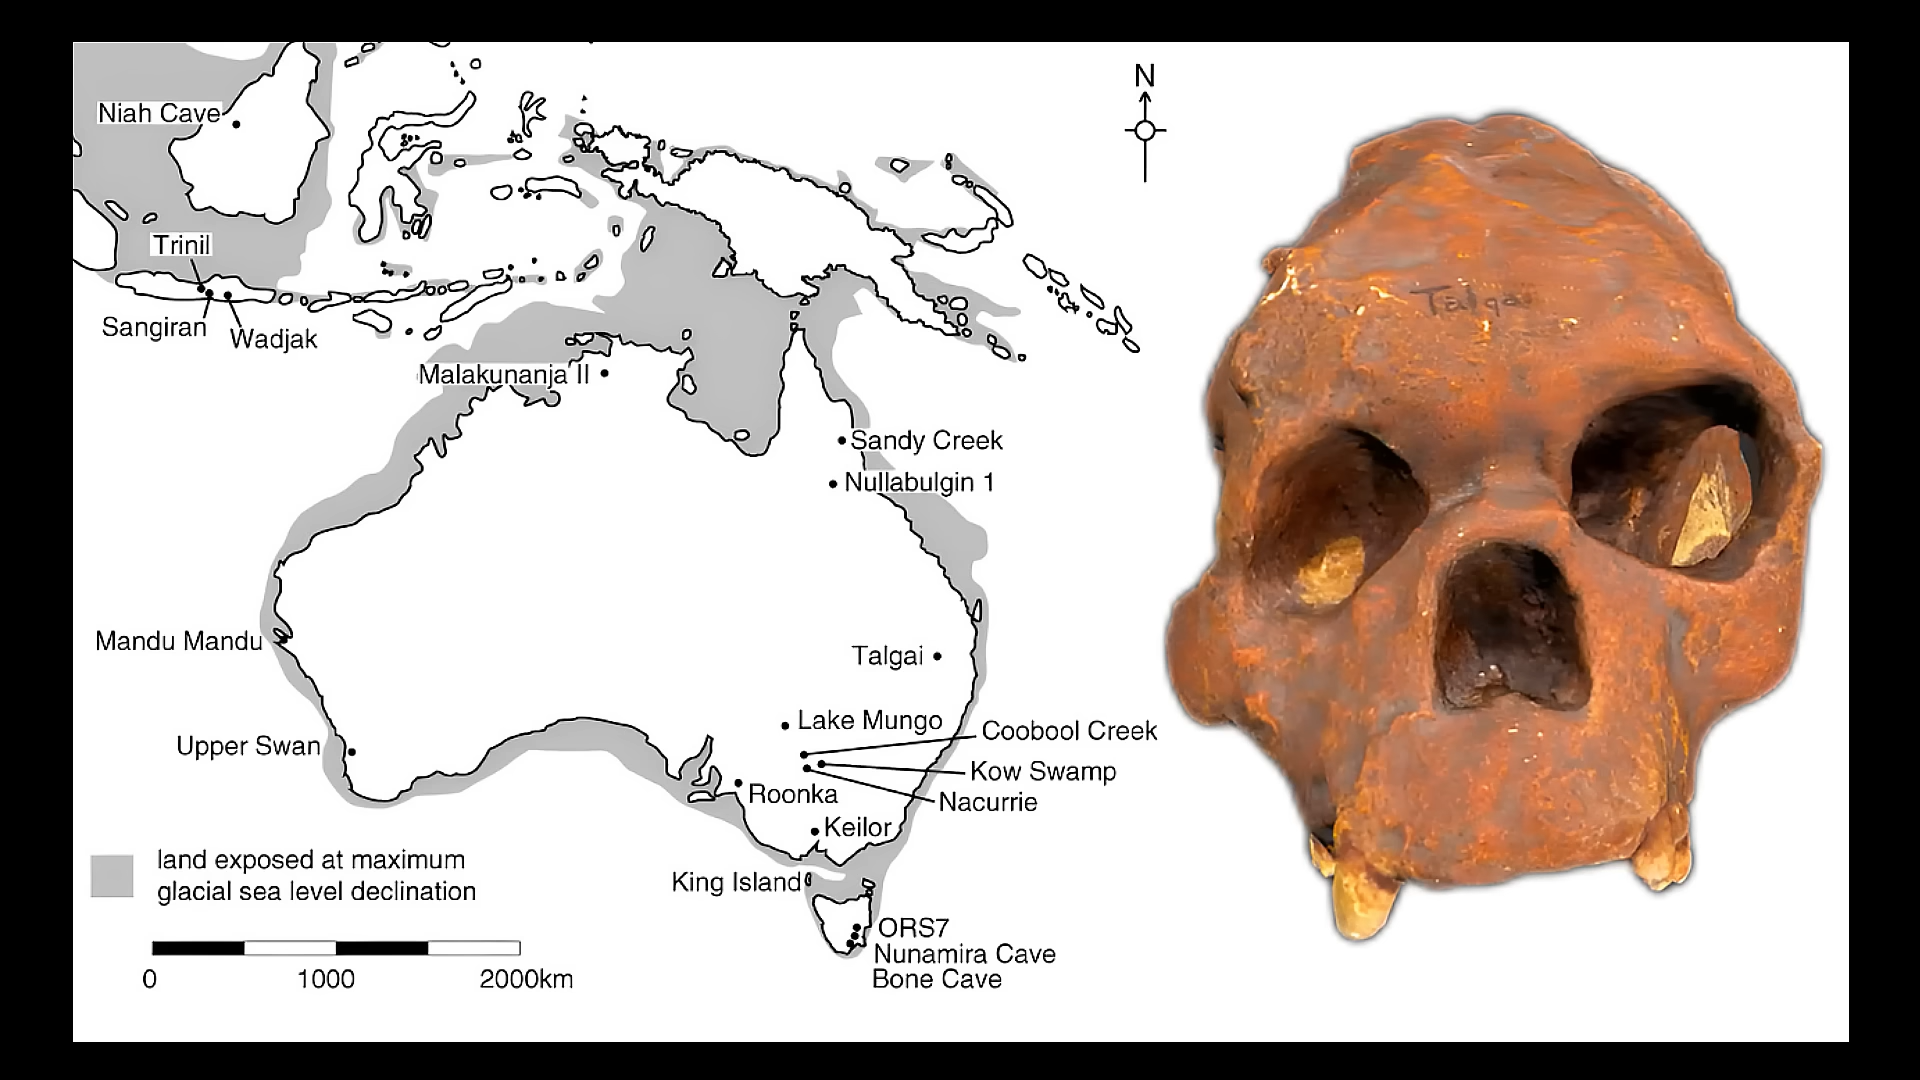 N
Niah Cave
Trinil
Sangiran
Wadjak
Malakunanja II
Sandy Creek
Nullabulgin 1
Mandu Mandu
Talgai
Lake Mungo
Coobool Creek
Upper Swan
Kow Swamp
Roonka
Nacurrie
Keilor
King Island
land exposed at maximum
glacial sea level declination
ORS7
Nunamira Cave
Bone Cave
0 1000 2000km
Talgai